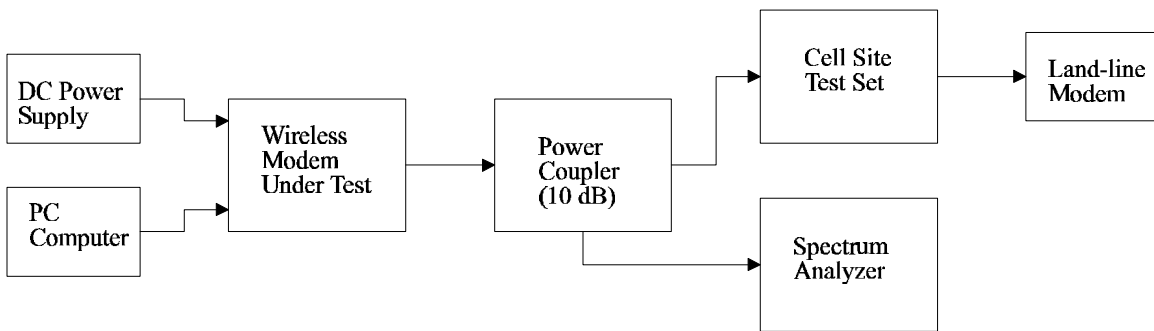 DC Power
Supply
PC
Computer
Wireless
Modem
Under Test
Power
Coupler
(10 dB)
Cell Site
Test Set
Spectrum
Analyzer
Land-line
Modem